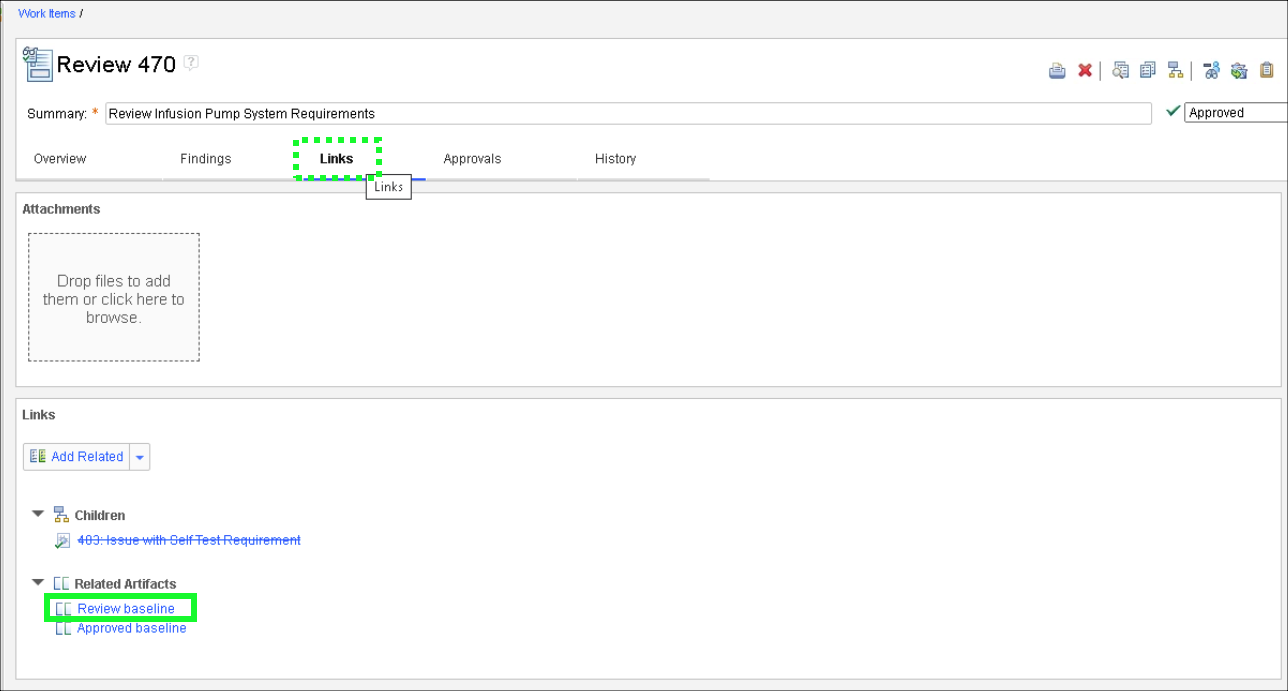 Work Items /
Review 470 ?
Summary: * Review Infusion Pump System Requirements Approved
Overview Findings Links Approvals History
Links
Attachments
Drop files to add
them or click here to
browse.
Links
Add Related
Children
403: Issue with Self Test Requirement
Related Artifacts
Review baseline
Approved baseline